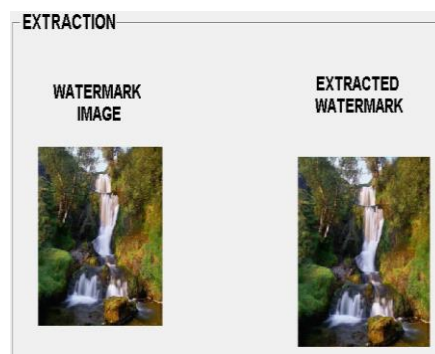 EXTRACTION
WATERMARK
IMAGE
EXTRACTED
WATERMARK